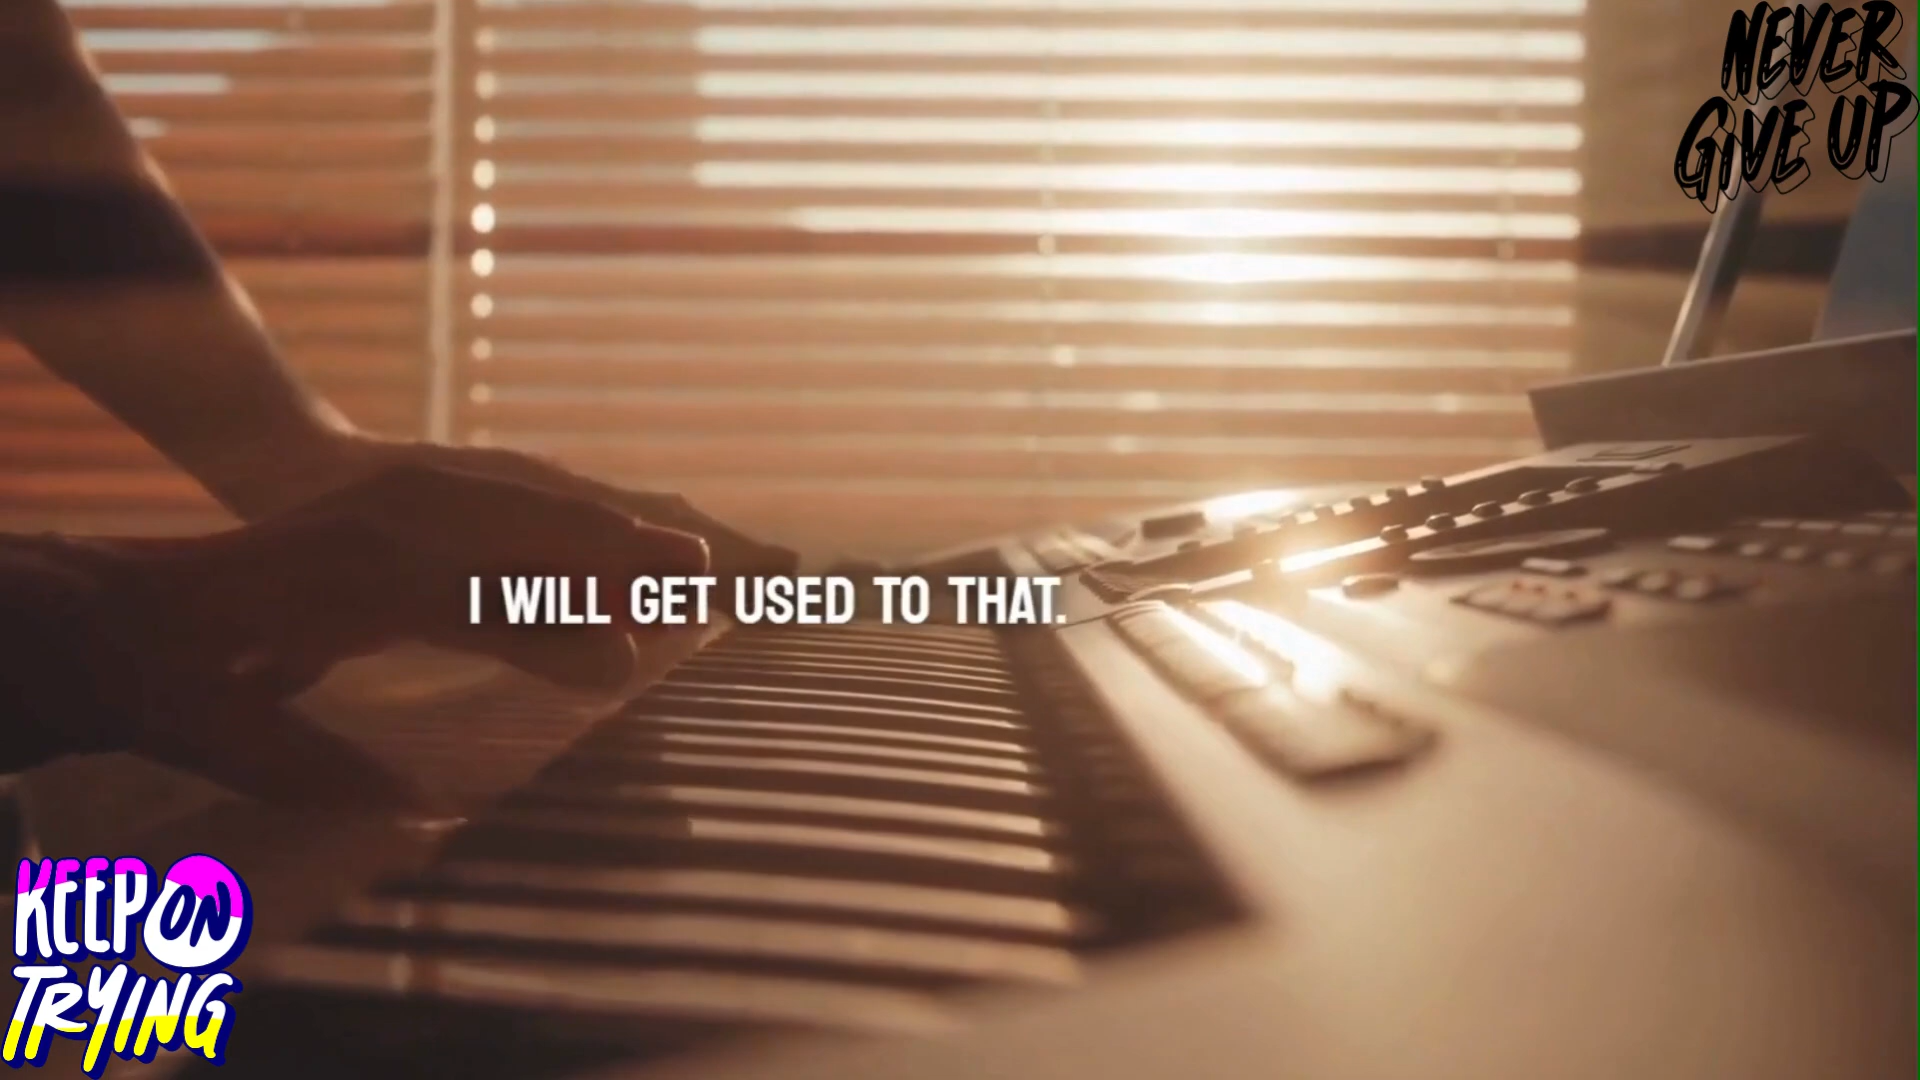 NEVER
GIVE UP
I WILL GET USED TO THAT.
KEEP ON
TRYING